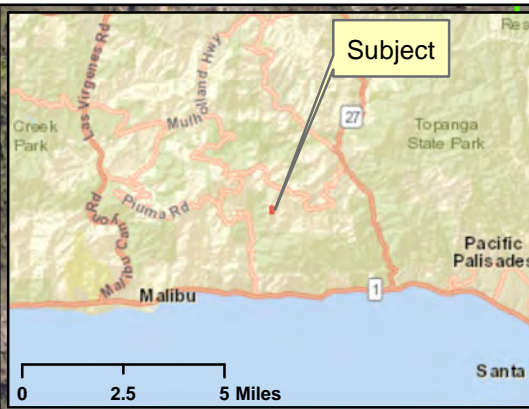 Res
Subject
Las Virgenes Rd
Mulholland Hwy
27
Creek
Park
Topanga
State Park
Piuma Rd
Malibu Canyon Rd
Pacific
Palisades
Malibu
1
Santa
0 2.5 5 Miles